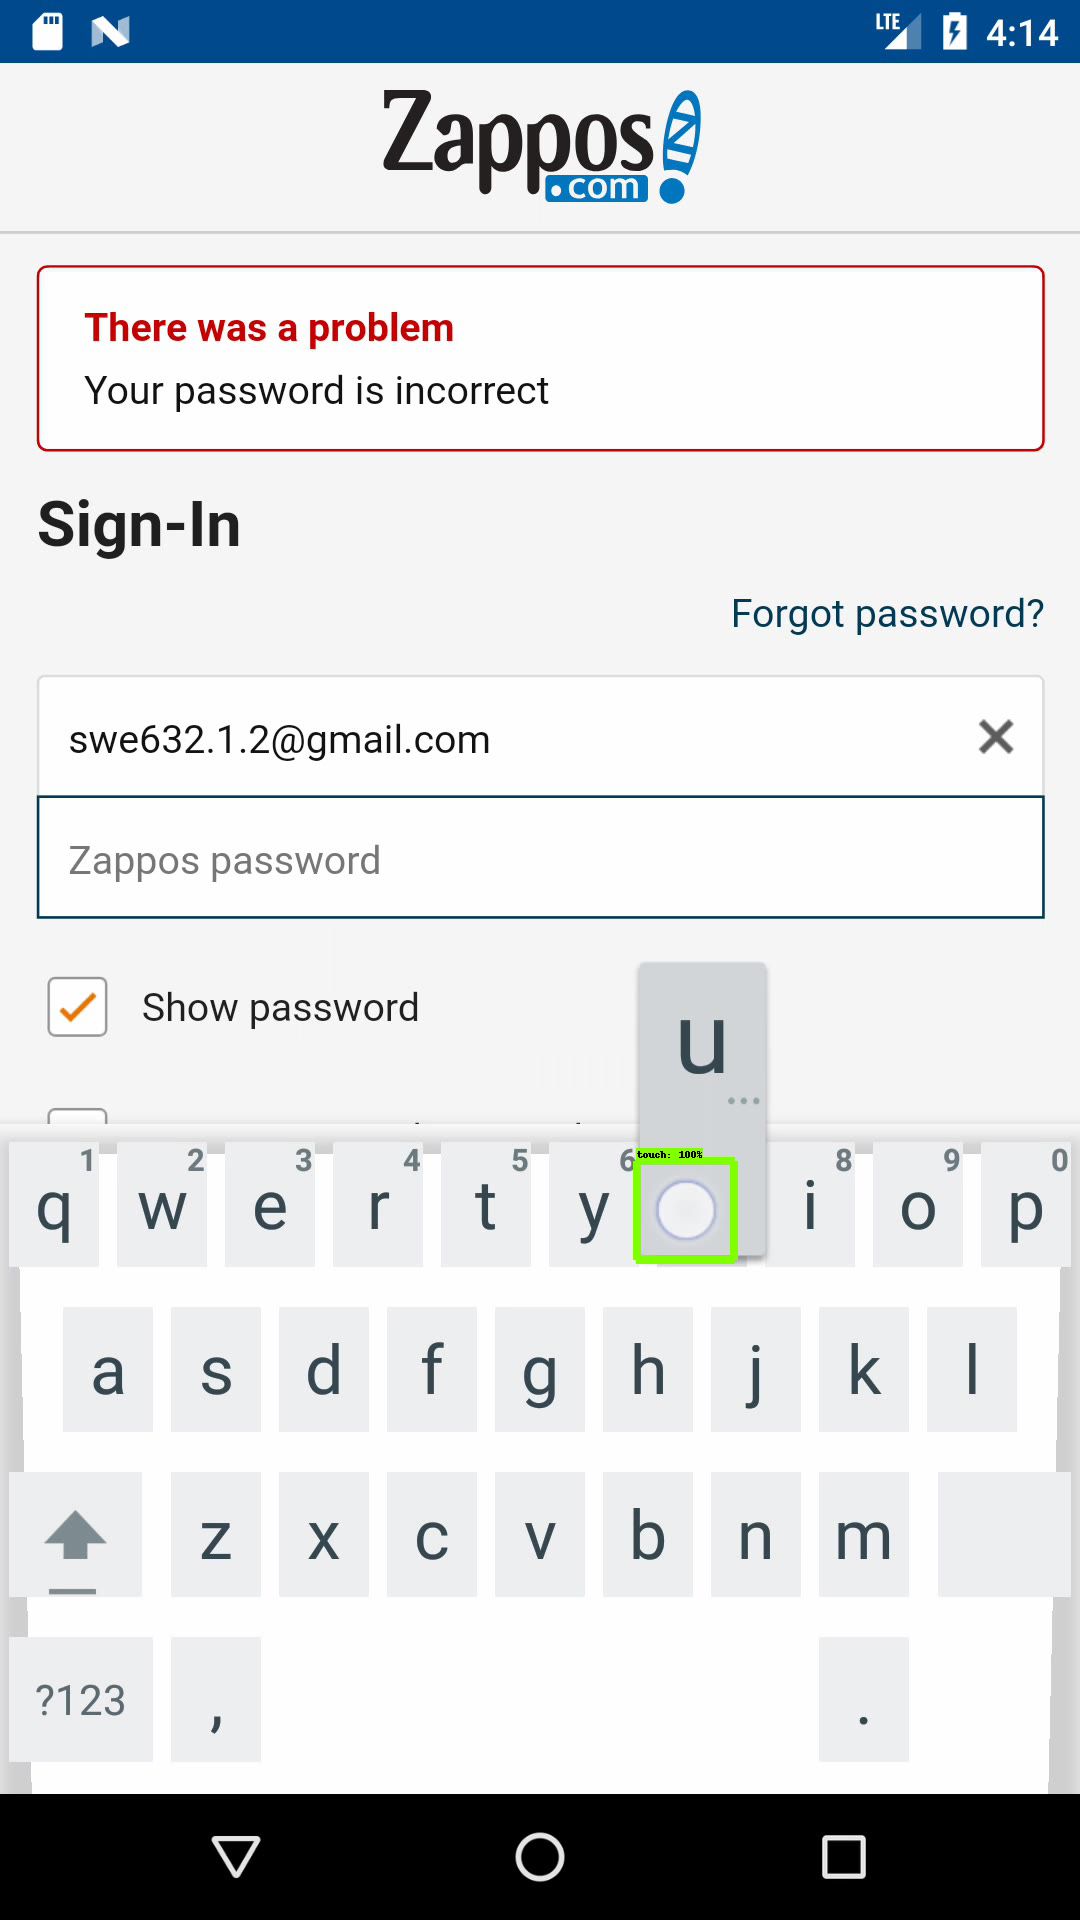 LTE 4:14
Zappos
.com
There was a problem
Your password is incorrect
Sign-In
Forgot password?
swe632.1.2@gmail.com
Zappos password
Show password
u
touch: 100%
1 2 3 4 5 6 8 9 0
q w e r t y i o p
a s d f g h j k l
z x c v b n m
?123 , .